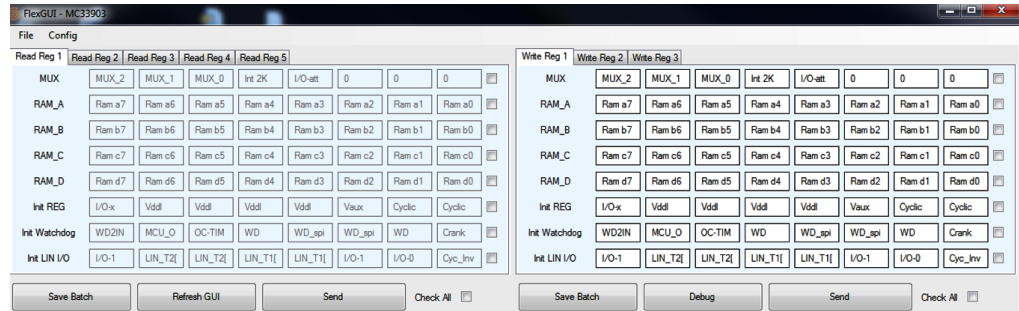 FlexGUI - MC33903
File Config
Read Reg 1 Read Reg 2 Read Reg 3 Read Reg 4 Read Reg 5
MUX MUX_2 MUX_1 MUX_0 Int 2K I/O-att 0 0 0
RAM_A Ram a7 Ram a6 Ram a5 Ram a4 Ram a3 Ram a2 Ram a1 Ram a0
RAM_B Ram b7 Ram b6 Ram b5 Ram b4 Ram b3 Ram b2 Ram b1 Ram b0
RAM_C Ram c7 Ram c6 Ram c5 Ram c4 Ram c3 Ram c2 Ram c1 Ram c0
RAM_D Ram d7 Ram d6 Ram d5 Ram d4 Ram d3 Ram d2 Ram d1 Ram d0
Init REG I/O-x Vddl Vddl Vddl Vddl Vaux Cyclic Cyclic
Init Watchdog WD2IN MCU_O OC-TIM WD WD_spi WD_spi WD Crank
Init LIN I/O I/O-1 LIN_T2[ LIN_T2[ LIN_T1[ LIN_T1[ I/O-1 I/O-0 Cyc_Inv
Save Batch Refresh GUI Send Check All
Write Reg 1 Write Reg 2 Write Reg 3
MUX MUX_2 MUX_1 MUX_0 Int 2K I/O-att 0 0 0
RAM_A Ram a7 Ram a6 Ram a5 Ram a4 Ram a3 Ram a2 Ram a1 Ram a0
RAM_B Ram b7 Ram b6 Ram b5 Ram b4 Ram b3 Ram b2 Ram b1 Ram b0
RAM_C Ram c7 Ram c6 Ram c5 Ram c4 Ram c3 Ram c2 Ram c1 Ram c0
RAM_D Ram d7 Ram d6 Ram d5 Ram d4 Ram d3 Ram d2 Ram d1 Ram d0
Init REG I/O-x Vddl Vddl Vddl Vddl Vaux Cyclic Cyclic
Init Watchdog WD2IN MCU_O OC-TIM WD WD_spi WD_spi WD Crank
Init LIN I/O I/O-1 LIN_T2[ LIN_T2[ LIN_T1[ LIN_T1[ I/O-1 I/O-0 Cyc_Inv
Save Batch Debug Send Check All